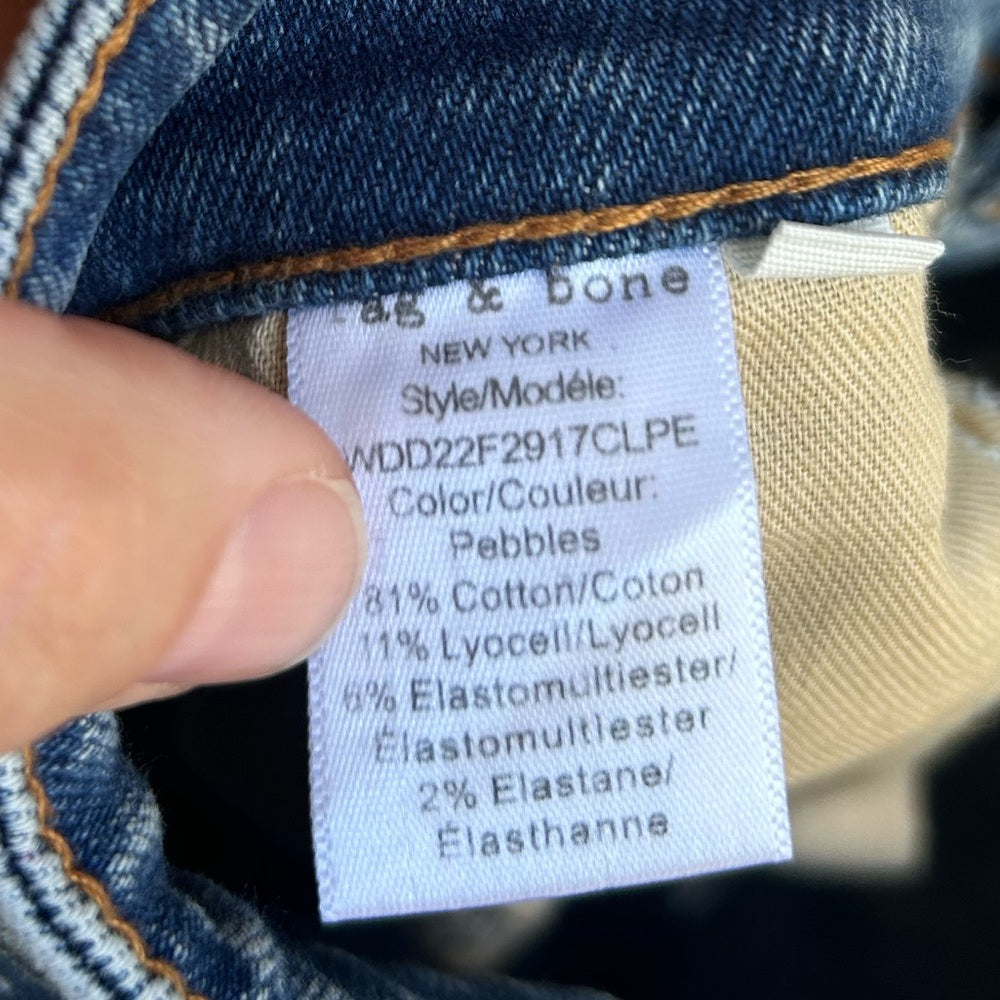 rag & bone
NEW YORK
Style/Modéle:
WDD22F2917CLPE
Color/Couleur:
Pebbles
81% Cotton/Coton
11% Lyocell/Lyocell
6% Elastomultiester/
Élastomultiester
2% Elastane/
Élasthanne